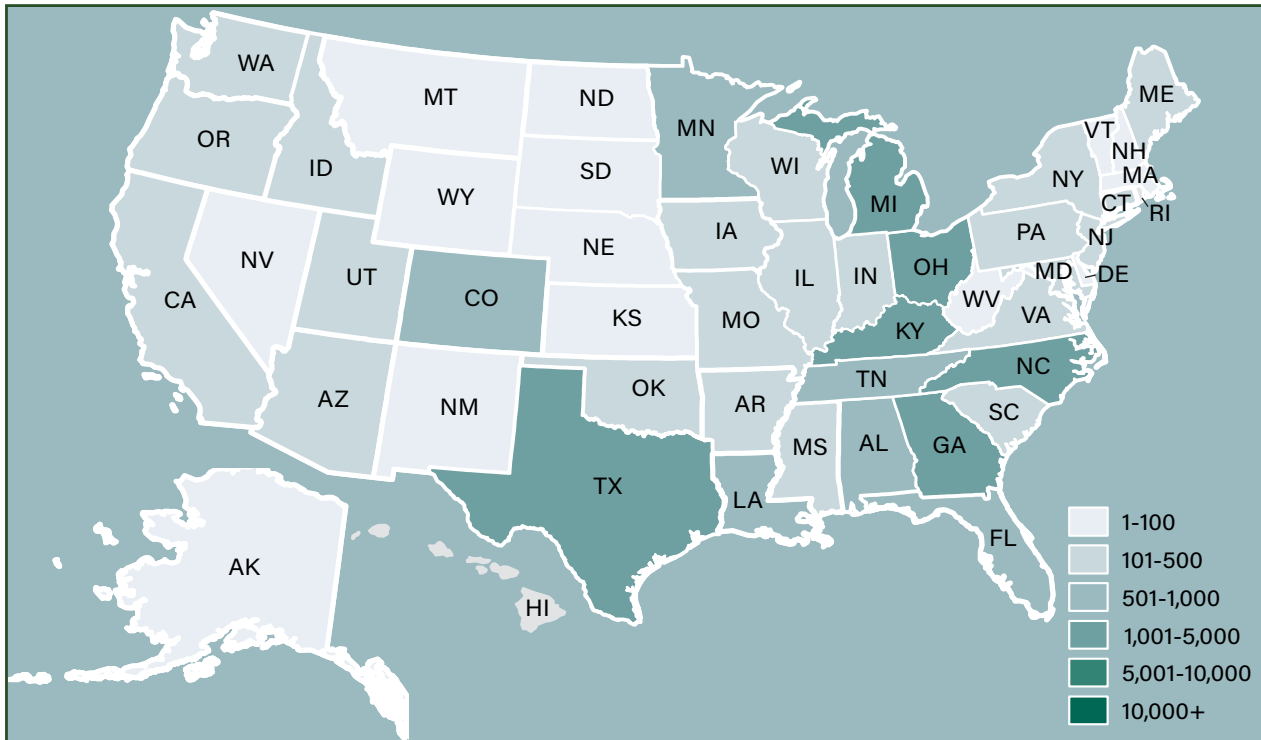 WA
MT
ND
MN
ME
VT
NH
OR
ID
WY
SD
WI
MI
NY
MA
CT
RI
NV
UT
CO
NE
IA
IL
IN
OH
PA
NJ
MD
DE
CA
KS
MO
KY
WV
VA
AZ
NM
OK
AR
TN
NC
SC
TX
LA
MS
AL
GA
FL
AK
HI
1-100
101-500
501-1,000
1,001-5,000
5,001-10,000
10,000+